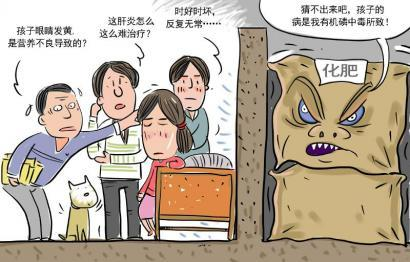 孩子眼睛发黄.
是营养不良导致的?
这肝炎怎么
这么难治疗?
时好时坏,
反复无常……
猜不出来吧,孩子的
病是我有机磷中毒所致!
化肥